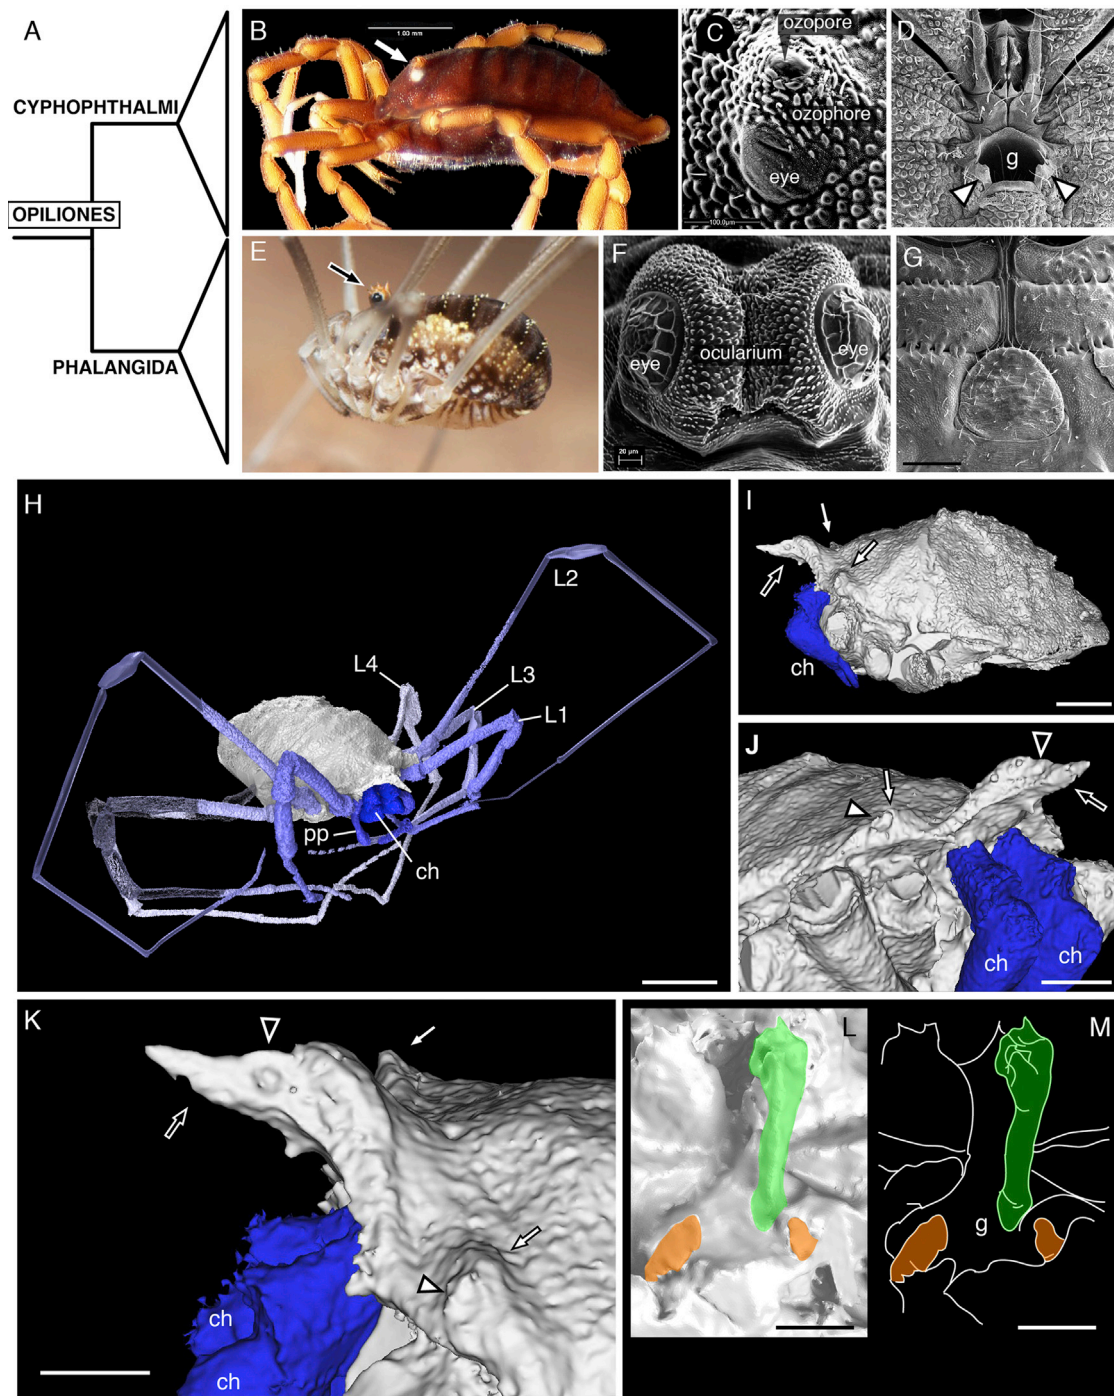 A
CYPHOPHTHALMI
OPILIONES
PHALANGIDA
B
1.00 mm
C
ozopore
ozophore
eye
100.0µm
D
g
E
F
eye
ocularium
eye
20 µm
G
H
L2
L4
L3
L1
pp
ch
I
ch
J
ch
ch
K
ch
ch
L
M
g